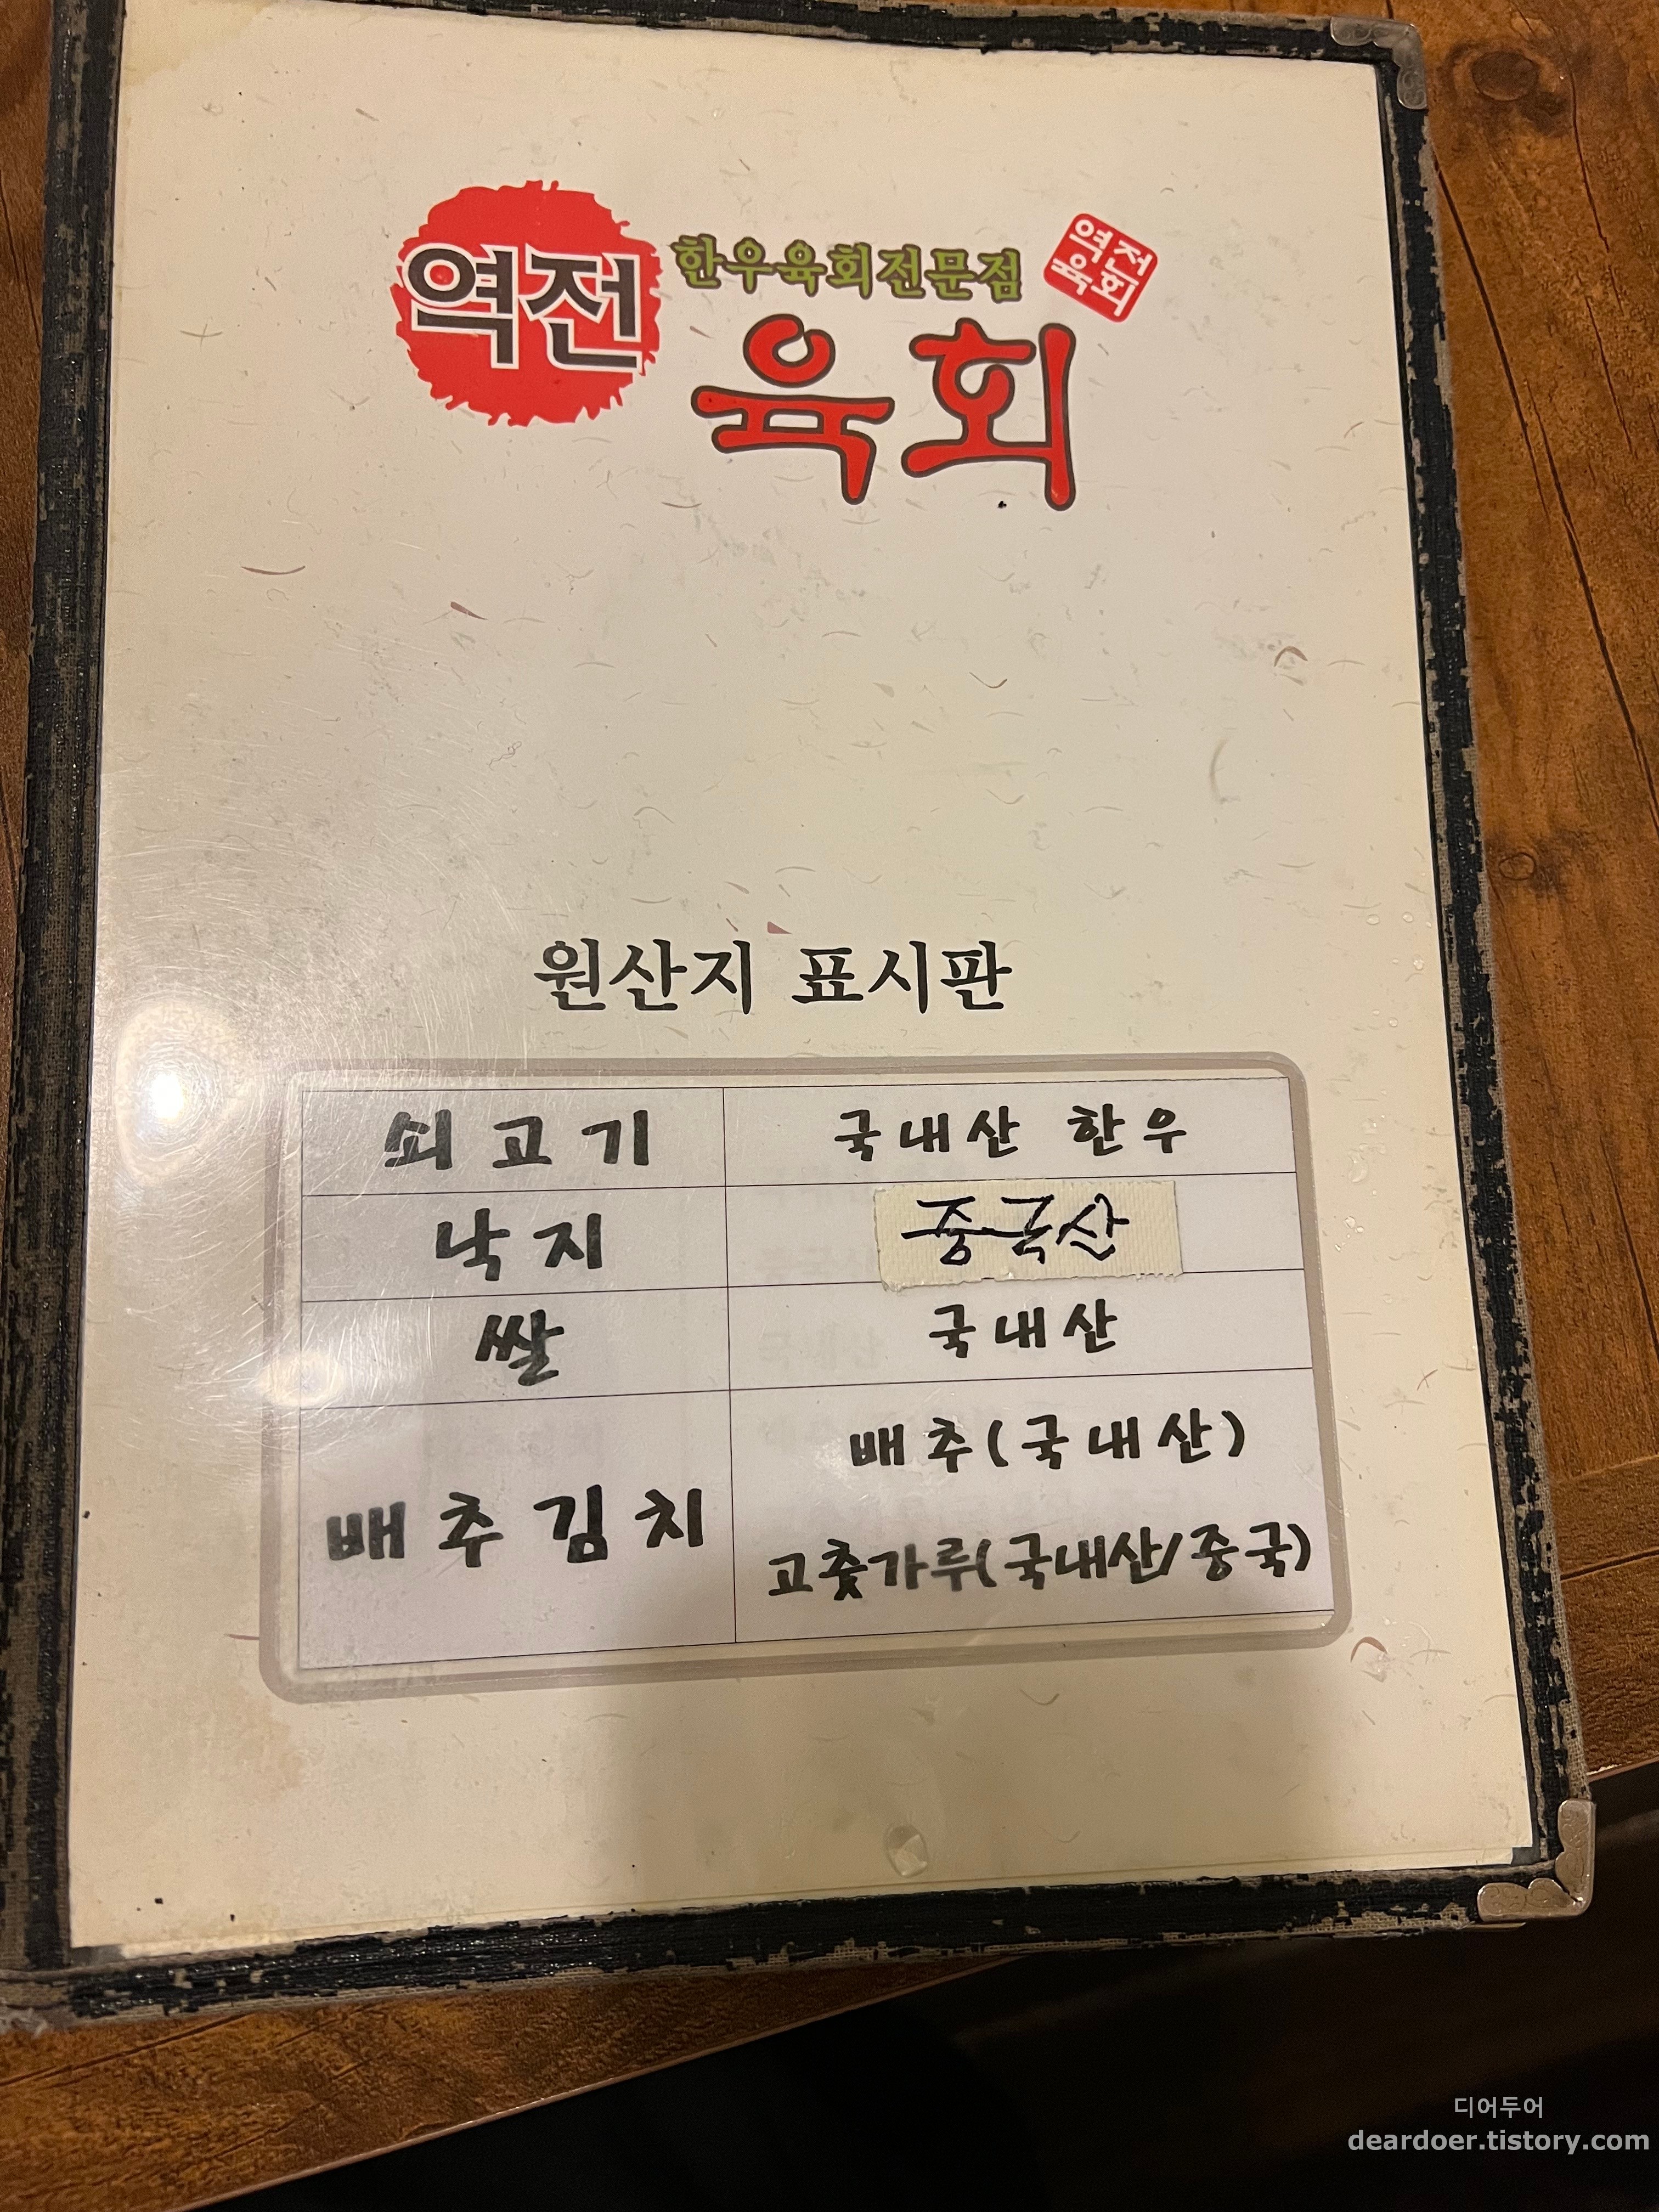 역전
한우육회전문점
역전
육회
육회
원산지 표시판
쇠고기
국내산 한우
낙지
중국산
쌀
국내산
배추김치
배추(국내산)
고춧가루(국내산/중국)
디어두어
deardoer.tistory.com